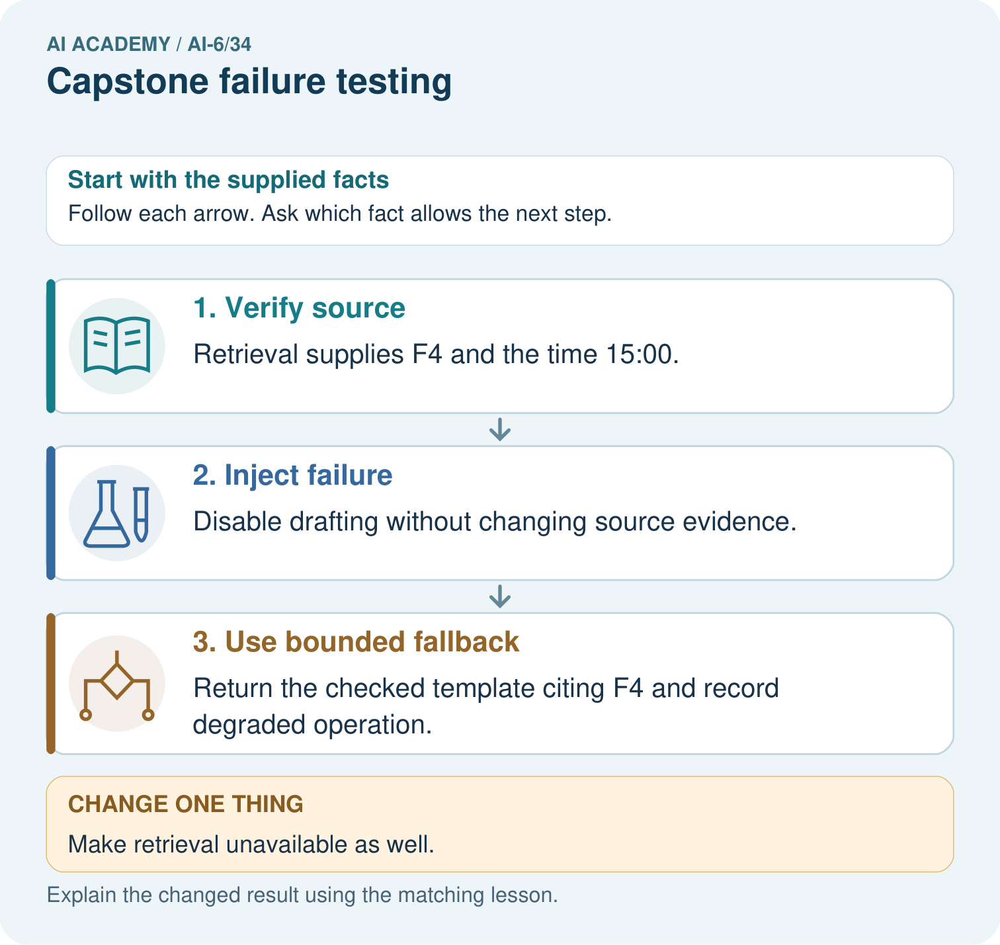 AI ACADEMY / AI-6/34
Capstone failure testing
Start with the supplied facts
Follow each arrow. Ask which fact allows the next step.
1. Verify source
Retrieval supplies F4 and the time 15:00.
2. Inject failure
Disable drafting without changing source evidence.
3. Use bounded fallback
Return the checked template citing F4 and record
degraded operation.
CHANGE ONE THING
Make retrieval unavailable as well.
Explain the changed result using the matching lesson.